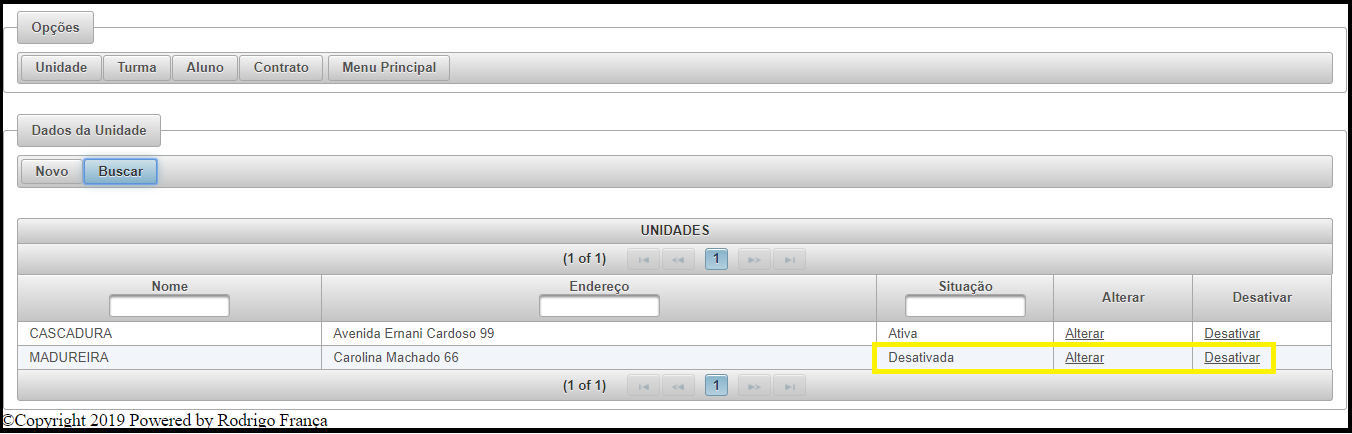 Opções
Unidade Turma Aluno Contrato Menu Principal
Dados da Unidade
Novo Buscar
UNIDADES
(1 of 1) 1
Nome Endereço Situação Alterar Desativar
CASCADURA Avenida Ernani Cardoso 99 Ativa Alterar Desativar
MADUREIRA Carolina Machado 66 Desativada Alterar Desativar
(1 of 1) 1
©Copyright 2019 Powered by Rodrigo França